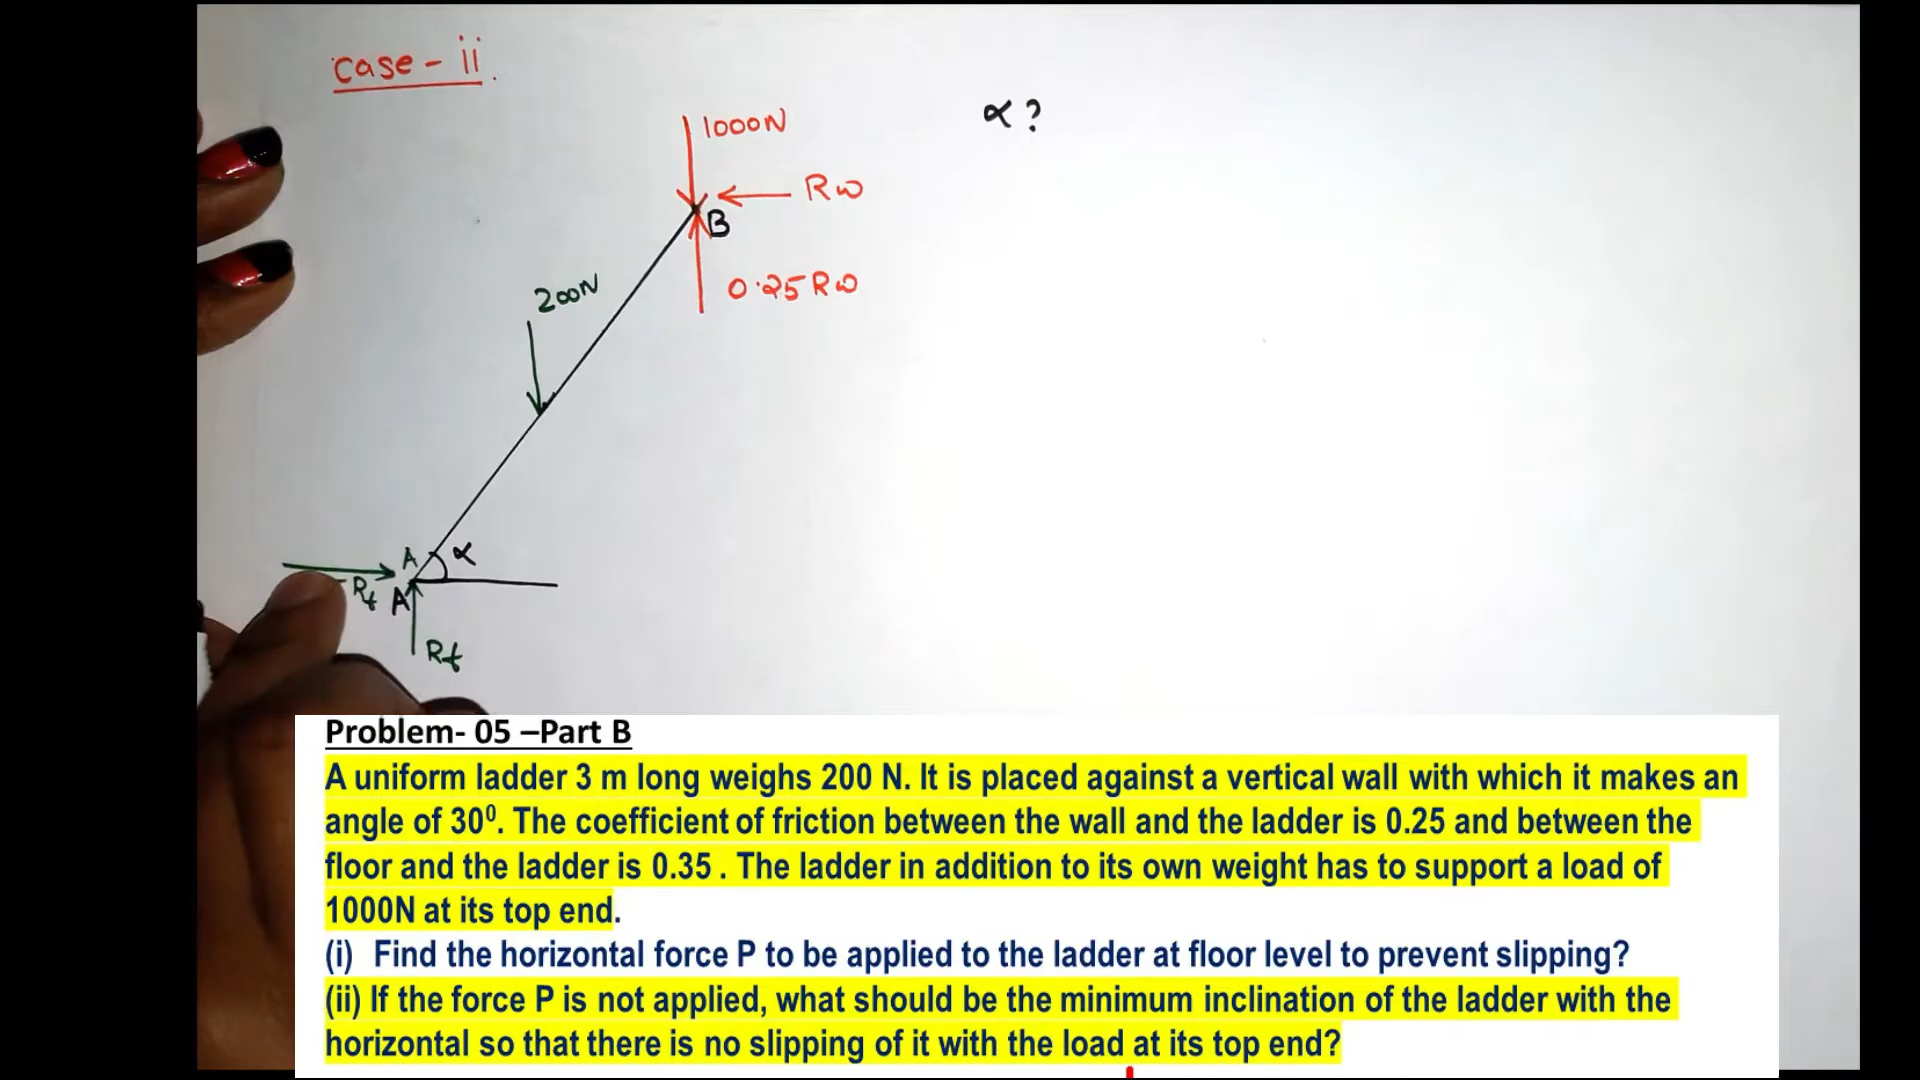 case - ii.
α ?
1000N
Rω
B
200N
0.25Rω
A α
Rf A
Rf
Problem- 05 –Part B
A uniform ladder 3 m long weighs 200 N. It is placed against a vertical wall with which it makes an
angle of 30⁰. The coefficient of friction between the wall and the ladder is 0.25 and between the
floor and the ladder is 0.35 . The ladder in addition to its own weight has to support a load of
1000N at its top end.
(i) Find the horizontal force P to be applied to the ladder at floor level to prevent slipping?
(ii) If the force P is not applied, what should be the minimum inclination of the ladder with the
horizontal so that there is no slipping of it with the load at its top end?